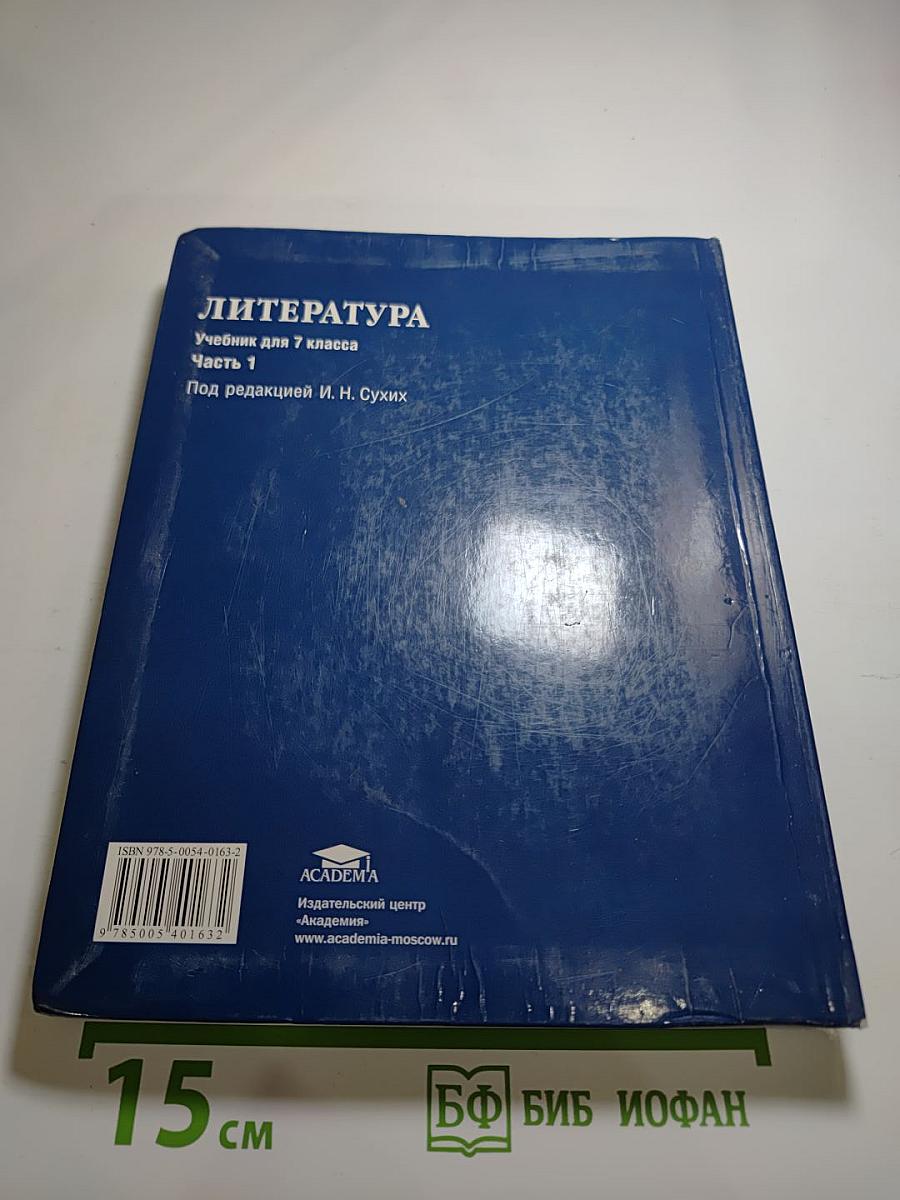 ЛИТЕРАТУРА
Учебник для 7 класса
Часть 1
Под редакцией И. Н. Сухих
ISBN 978-5-0054-0163-2
9 785005 401632
ACADEMiA
Издательский центр
«Академия»
www.academia-moscow.ru
15 см
БФ БИБ ИОФАН